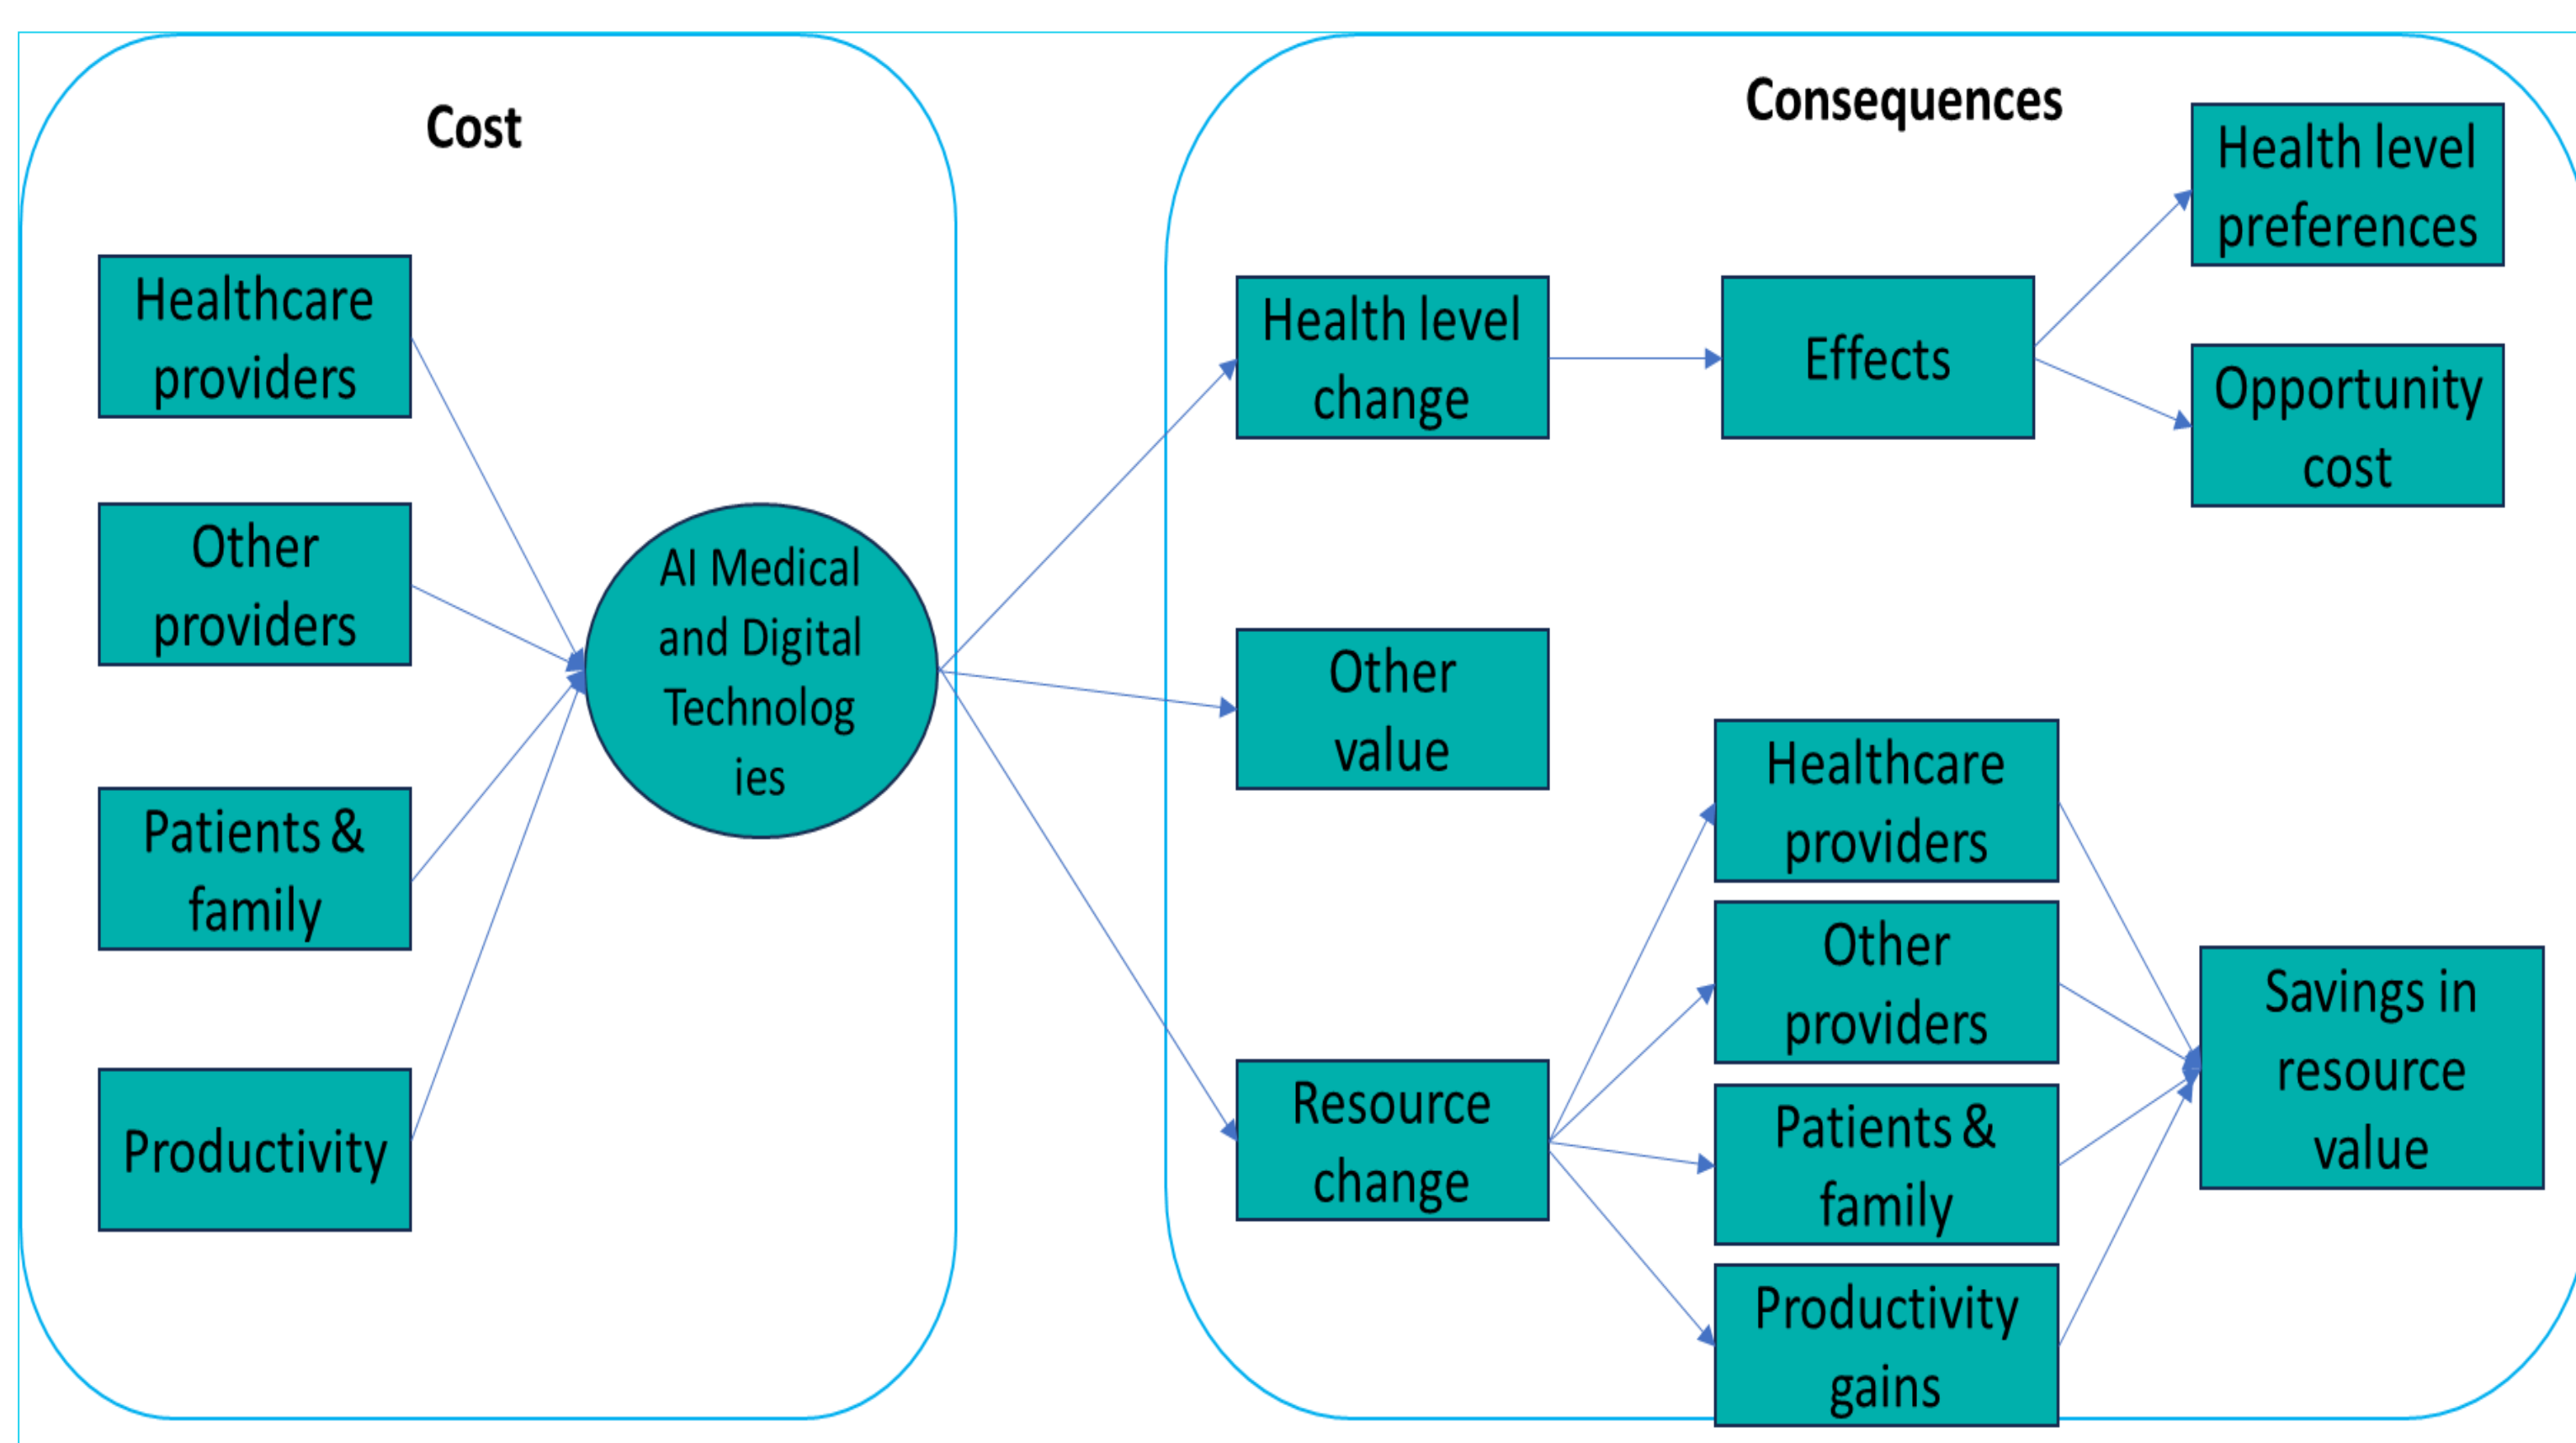 Cost
Healthcare
providers
Other
providers
Patients &
family
Productivity
AI Medical
and Digital
Technolog
ies
Consequences
Health level
change
Effects
Health level
preferences
Opportunity
cost
Other
value
Resource
change
Healthcare
providers
Other
providers
Patients &
family
Productivity
gains
Savings in
resource
value